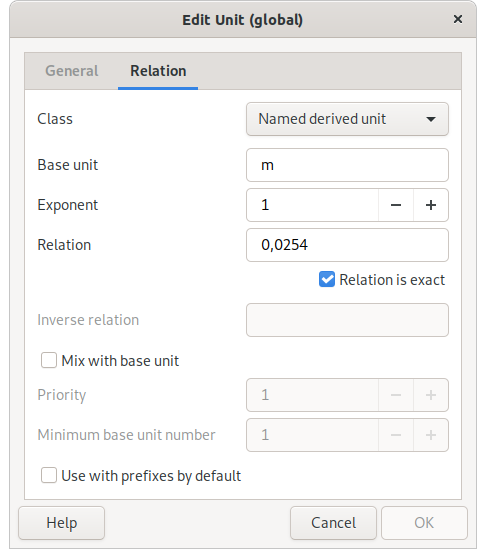 Edit Unit (global)
General Relation
Class Named derived unit
Base unit m
Exponent 1
Relation 0,0254
Relation is exact
Inverse relation
Mix with base unit
Priority 1
Minimum base unit number 1
Use with prefixes by default
Help Cancel OK